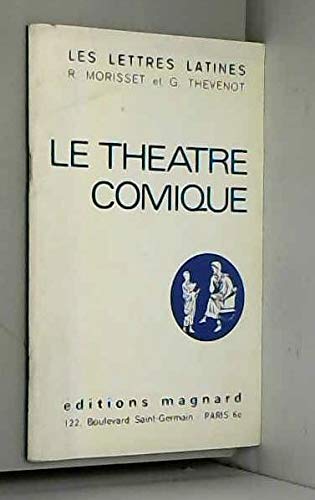 LES LETTRES LATINES
R. MORISSET et G. THEVENOT
LE THEATRE
COMIQUE
editions magnard
122, Boulevard Saint-Germain - PARIS 6e